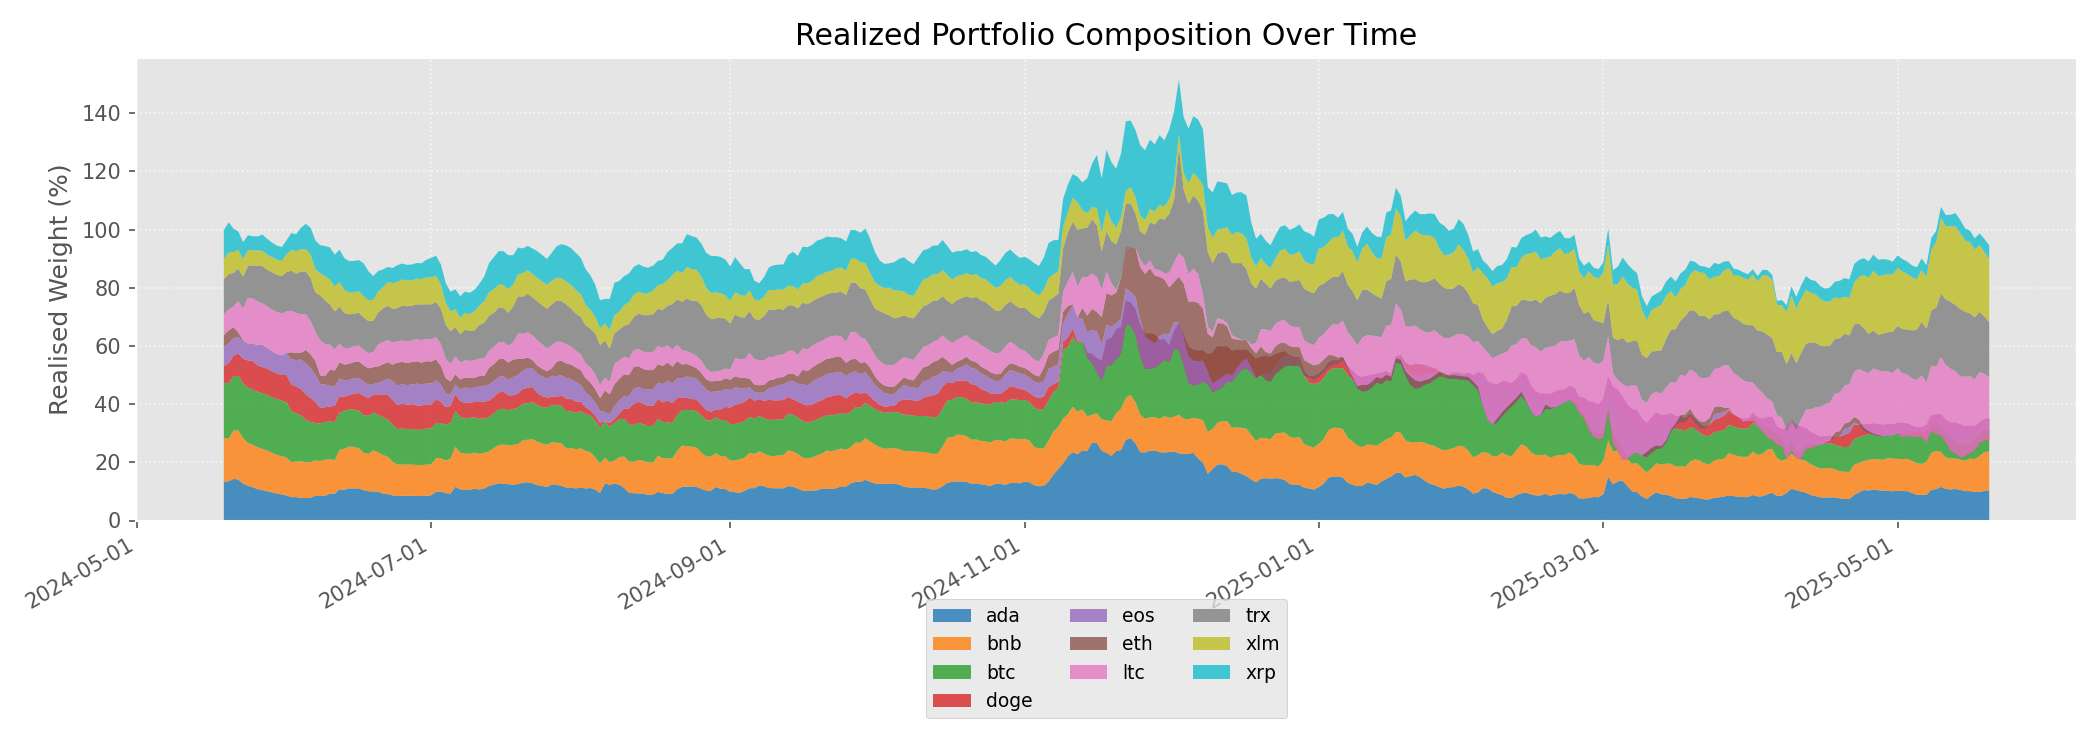 Realized Portfolio Composition Over Time
Realised Weight (%)
140
120
100
80
60
40
20
0
2024-05-01
2024-07-01
2024-09-01
2024-11-01
2025-01-01
2025-03-01
2025-05-01
ada
bnb
btc
doge
eos
eth
ltc
trx
xlm
xrp